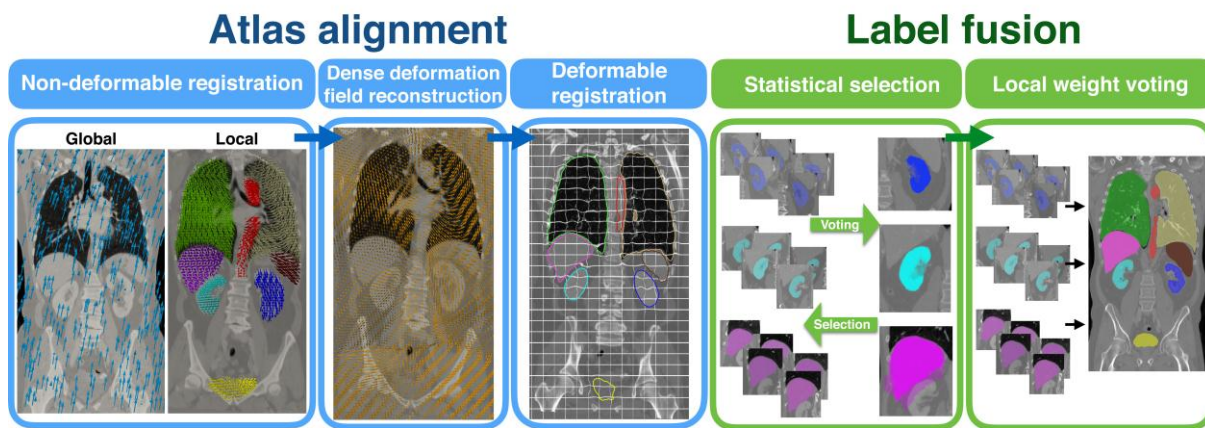 Atlas alignment
Label fusion
Non-deformable registration
Dense deformation
field reconstruction
Deformable
registration
Statistical selection
Local weight voting
Global
Local
Voting
Selection